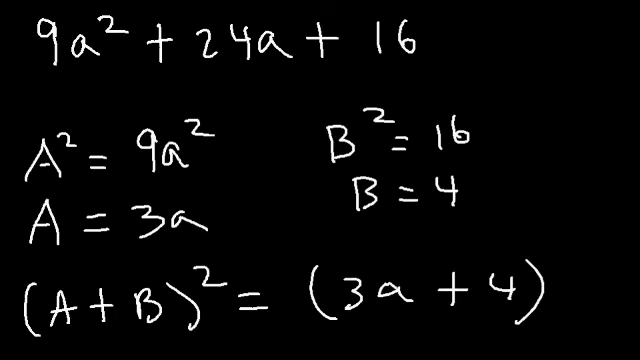 9a² + 24a + 16
A² = 9a²
B² = 16
A = 3a
B = 4
(A + B)² = (3a + 4)